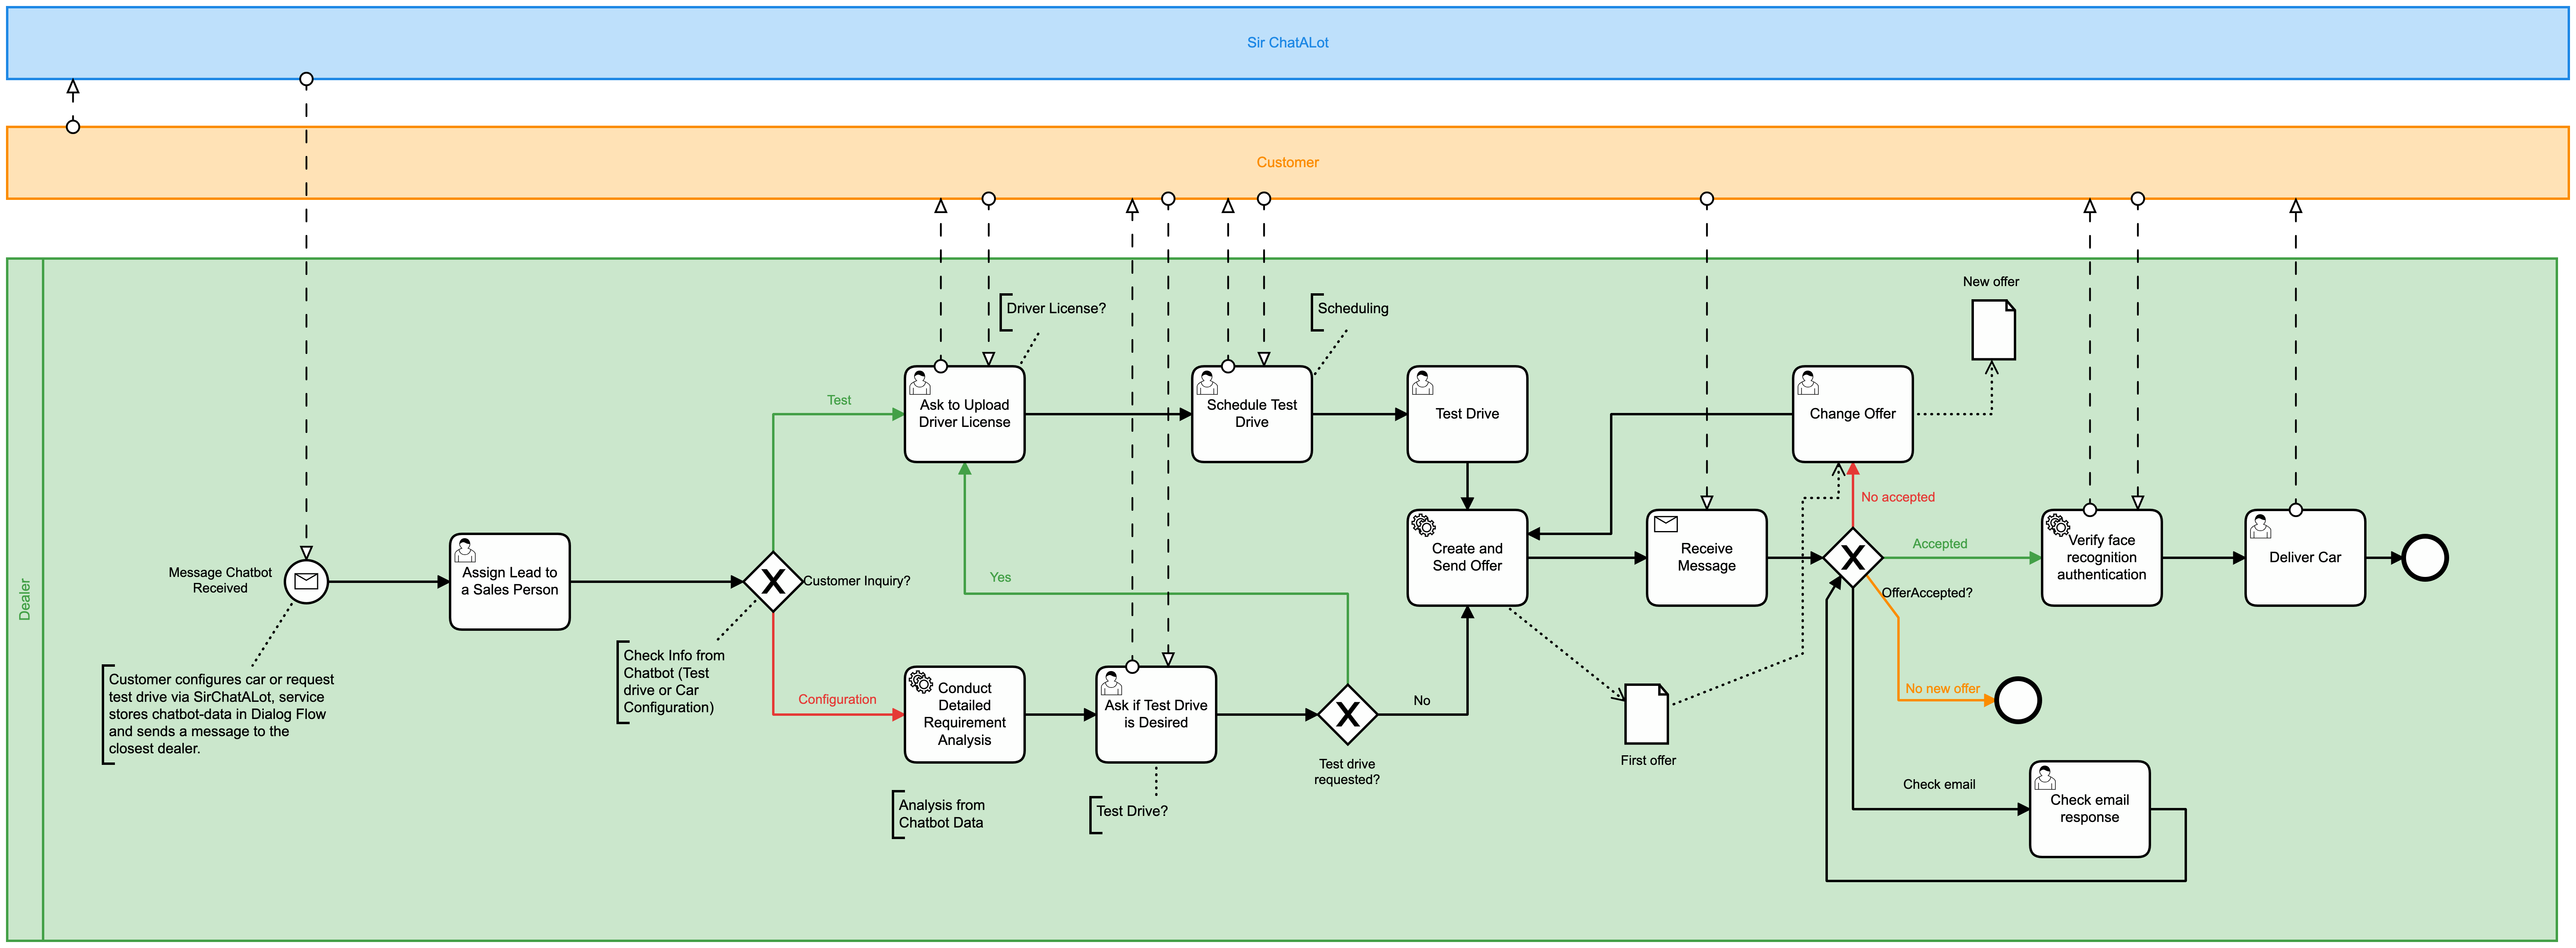 Sir ChatALot
Customer
Dealer
Message Chatbot
Received
Customer configures car or request
test drive via SirChatALot, service
stores chatbot-data in Dialog Flow
and sends a message to the
closest dealer.
Assign Lead to
a Sales Person
Customer Inquiry?
Check Info from
Chatbot (Test
drive or Car
Configuration)
Test
Configuration
Ask to Upload
Driver License
Driver License?
Schedule Test
Drive
Scheduling
Test Drive
Conduct
Detailed
Requirement
Analysis
Analysis from
Chatbot Data
Ask if Test Drive
is Desired
Test Drive?
Yes
No
Test drive
requested?
Create and
Send Offer
First offer
Receive
Message
Change Offer
New offer
No accepted
Accepted
OfferAccepted?
No new offer
Check email
Check email
response
Verify face
recognition
authentication
Deliver Car